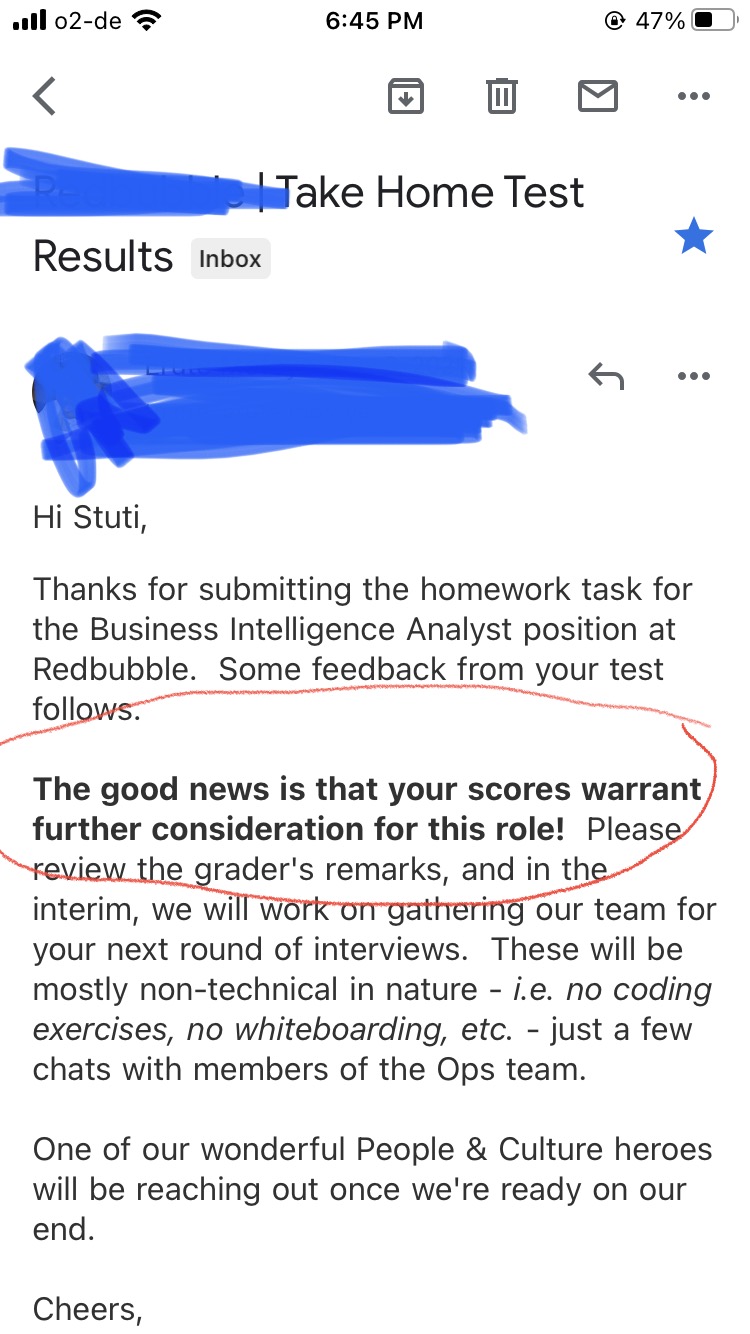 o2-de 6:45 PM 47%
| Take Home Test
Results Inbox
Hi Stuti,
Thanks for submitting the homework task for
the Business Intelligence Analyst position at
Redbubble. Some feedback from your test
follows.
The good news is that your scores warrant
further consideration for this role! Please
review the grader's remarks, and in the
interim, we will work on gathering our team for
your next round of interviews. These will be
mostly non-technical in nature - i.e. no coding
exercises, no whiteboarding, etc. - just a few
chats with members of the Ops team.
One of our wonderful People & Culture heroes
will be reaching out once we're ready on our
end.
Cheers,